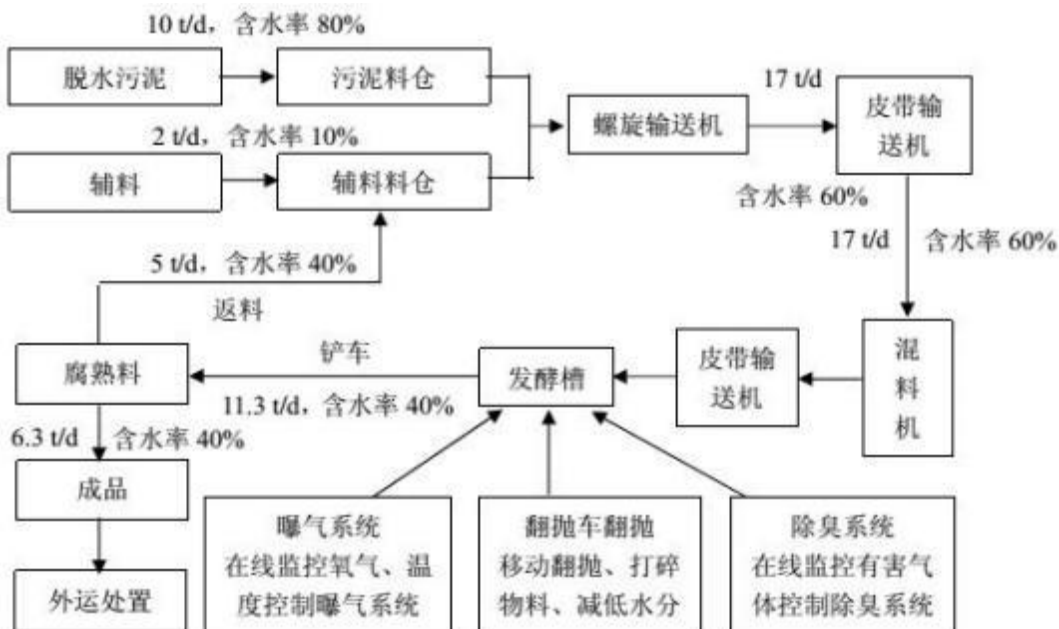 10 t/d，含水率 80%
脱水污泥
污泥料仓
17 t/d
皮带输
送机
螺旋输送机
2 t/d，含水率 10%
辅料
辅料料仓
含水率 60%
17 t/d
含水率 60%
5 t/d，含水率 40%
返料
腐熟料
铲车
发酵槽
皮带输
送机
混
料
机
11.3 t/d，含水率 40%
6.3 t/d
含水率 40%
成品
外运处置
曝气系统
在线监控氧气、温
度控制曝气系统
翻抛车翻抛
移动翻抛、打碎
物料、减低水分
除臭系统
在线监控有害气
体控制除臭系统